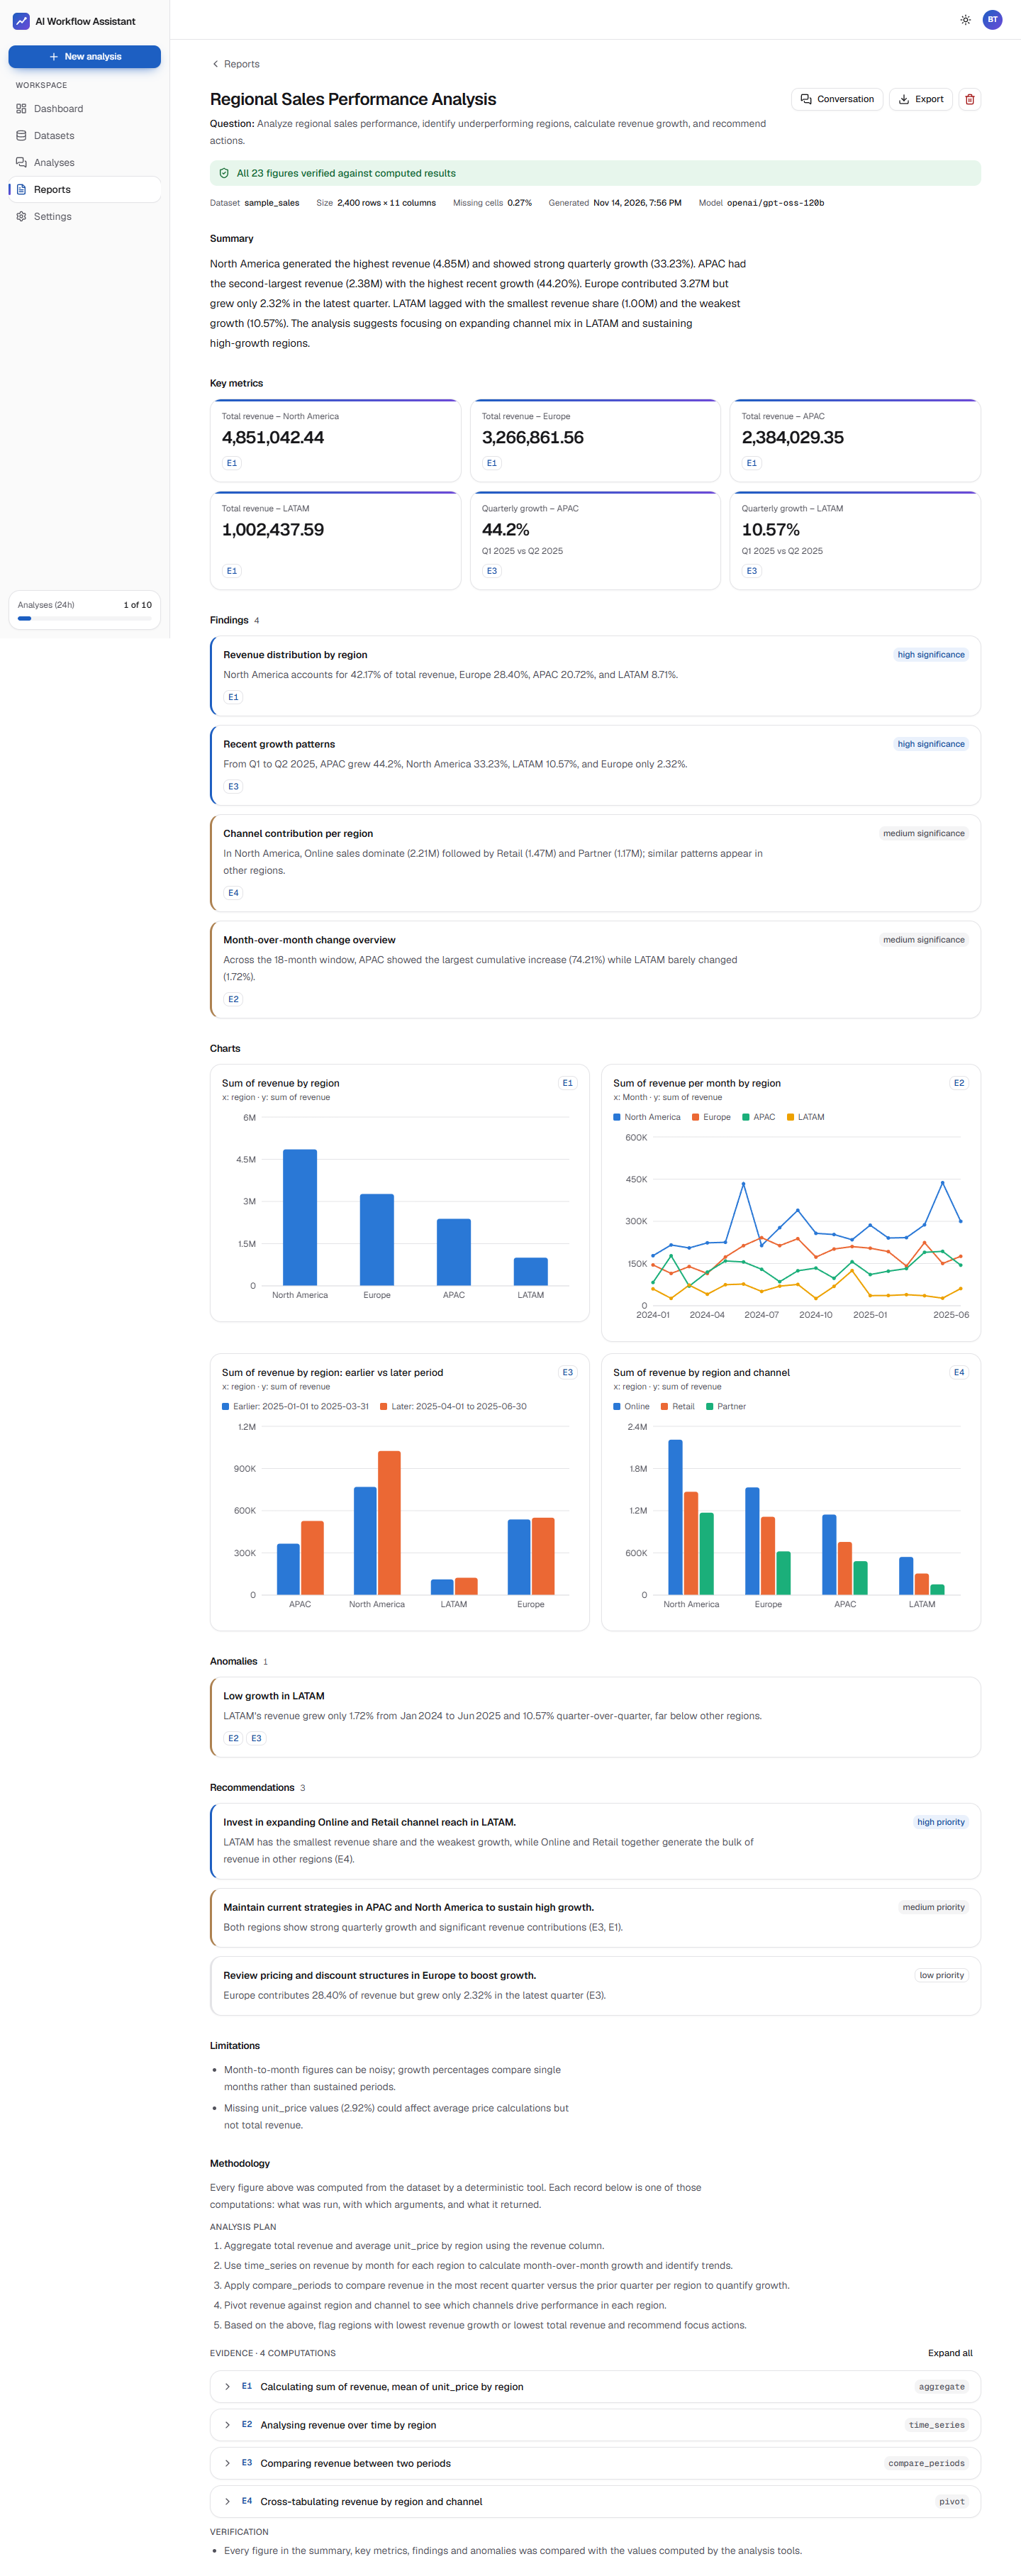 AI Workflow Assistant
+ New analysis
WORKSPACE
Dashboard
Datasets
Analyses
Reports
Settings
Analyses (24h) 1 of 10
BT
Reports
Regional Sales Performance Analysis
Conversation
Export
Question: Analyze regional sales performance, identify underperforming regions, calculate revenue growth, and recommend
actions.
All 23 figures verified against computed results
Dataset sample_sales Size 2,400 rows × 11 columns Missing cells 0.27% Generated Nov 14, 2026, 7:56 PM Model openai/gpt-oss-120b
Summary
North America generated the highest revenue (4.85M) and showed strong quarterly growth (33.23%). APAC had
the second-largest revenue (2.38M) with the highest recent growth (44.20%). Europe contributed 3.27M but
grew only 2.32% in the latest quarter. LATAM lagged with the smallest revenue share (1.00M) and the weakest
growth (10.57%). The analysis suggests focusing on expanding channel mix in LATAM and sustaining
high-growth regions.
Key metrics
Total revenue – North America
4,851,042.44
E1
Total revenue – Europe
3,266,861.56
E1
Total revenue – APAC
2,384,029.35
E1
Total revenue – LATAM
1,002,437.59
E1
Quarterly growth – APAC
44.2%
Q1 2025 vs Q2 2025
E3
Quarterly growth – LATAM
10.57%
Q1 2025 vs Q2 2025
E3
Findings 4
Revenue distribution by region
high significance
North America accounts for 42.17% of total revenue, Europe 28.40%, APAC 20.72%, and LATAM 8.71%.
E1
Recent growth patterns
high significance
From Q1 to Q2 2025, APAC grew 44.2%, North America 33.23%, LATAM 10.57%, and Europe only 2.32%.
E3
Channel contribution per region
medium significance
In North America, Online sales dominate (2.21M) followed by Retail (1.47M) and Partner (1.17M); similar patterns appear in
other regions.
E4
Month-over-month change overview
medium significance
Across the 18-month window, APAC showed the largest cumulative increase (74.21%) while LATAM barely changed
(1.72%).
E2
Charts
Sum of revenue by region
E1
x: region · y: sum of revenue
6M
4.5M
3M
1.5M
0
North America Europe APAC LATAM
Sum of revenue per month by region
E2
x: Month · y: sum of revenue
North America Europe APAC LATAM
600K
450K
300K
150K
0
2024-01 2024-04 2024-07 2024-10 2025-01 2025-06
Sum of revenue by region: earlier vs later period
E3
x: region · y: sum of revenue
Earlier: 2025-01-01 to 2025-03-31 Later: 2025-04-01 to 2025-06-30
1.2M
900K
600K
300K
0
APAC North America LATAM Europe
Sum of revenue by region and channel
E4
x: region · y: sum of revenue
Online Retail Partner
2.4M
1.8M
1.2M
600K
0
North America Europe APAC LATAM
Anomalies 1
Low growth in LATAM
LATAM's revenue grew only 1.72% from Jan 2024 to Jun 2025 and 10.57% quarter-over-quarter, far below other regions.
E2 E3
Recommendations 3
Invest in expanding Online and Retail channel reach in LATAM.
high priority
LATAM has the smallest revenue share and the weakest growth, while Online and Retail together generate the bulk of
revenue in other regions (E4).
Maintain current strategies in APAC and North America to sustain high growth.
medium priority
Both regions show strong quarterly growth and significant revenue contributions (E3, E1).
Review pricing and discount structures in Europe to boost growth.
low priority
Europe contributes 28.40% of revenue but grew only 2.32% in the latest quarter (E3).
Limitations
• Month-to-month figures can be noisy; growth percentages compare single
months rather than sustained periods.
• Missing unit_price values (2.92%) could affect average price calculations but
not total revenue.
Methodology
Every figure above was computed from the dataset by a deterministic tool. Each record below is one of those
computations: what was run, with which arguments, and what it returned.
ANALYSIS PLAN
1. Aggregate total revenue and average unit_price by region using the revenue column.
2. Use time_series on revenue by month for each region to calculate month-over-month growth and identify trends.
3. Apply compare_periods to compare revenue in the most recent quarter versus the prior quarter per region to quantify growth.
4. Pivot revenue against region and channel to see which channels drive performance in each region.
5. Based on the above, flag regions with lowest revenue growth or lowest total revenue and recommend focus actions.
EVIDENCE · 4 COMPUTATIONS
Expand all
E1 Calculating sum of revenue, mean of unit_price by region aggregate
E2 Analysing revenue over time by region time_series
E3 Comparing revenue between two periods compare_periods
E4 Cross-tabulating revenue by region and channel pivot
VERIFICATION
• Every figure in the summary, key metrics, findings and anomalies was compared with the values computed by the analysis tools.